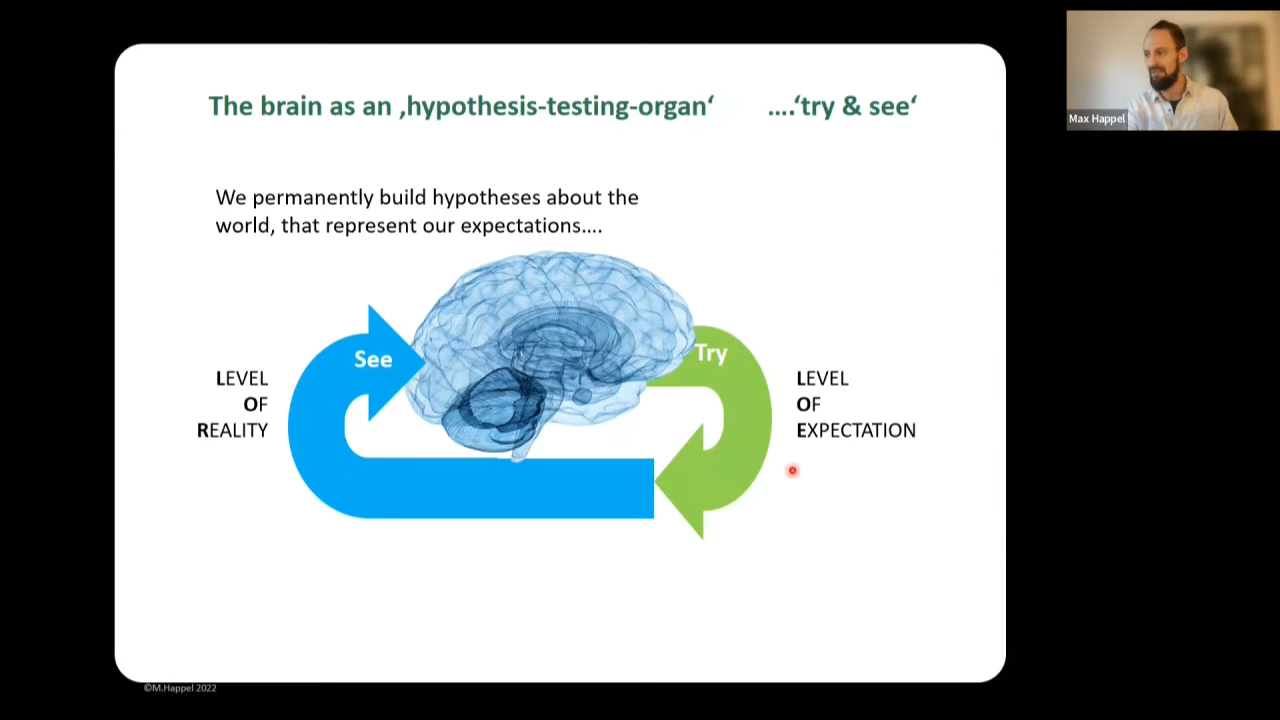 The brain as an ‚hypothesis-testing-organ‘ ….‘try & see‘
Max Happel
We permanently build hypotheses about the
world, that represent our expectations….
See
Try
LEVEL
OF
REALITY
LEVEL
OF
EXPECTATION
©M.Happel 2022